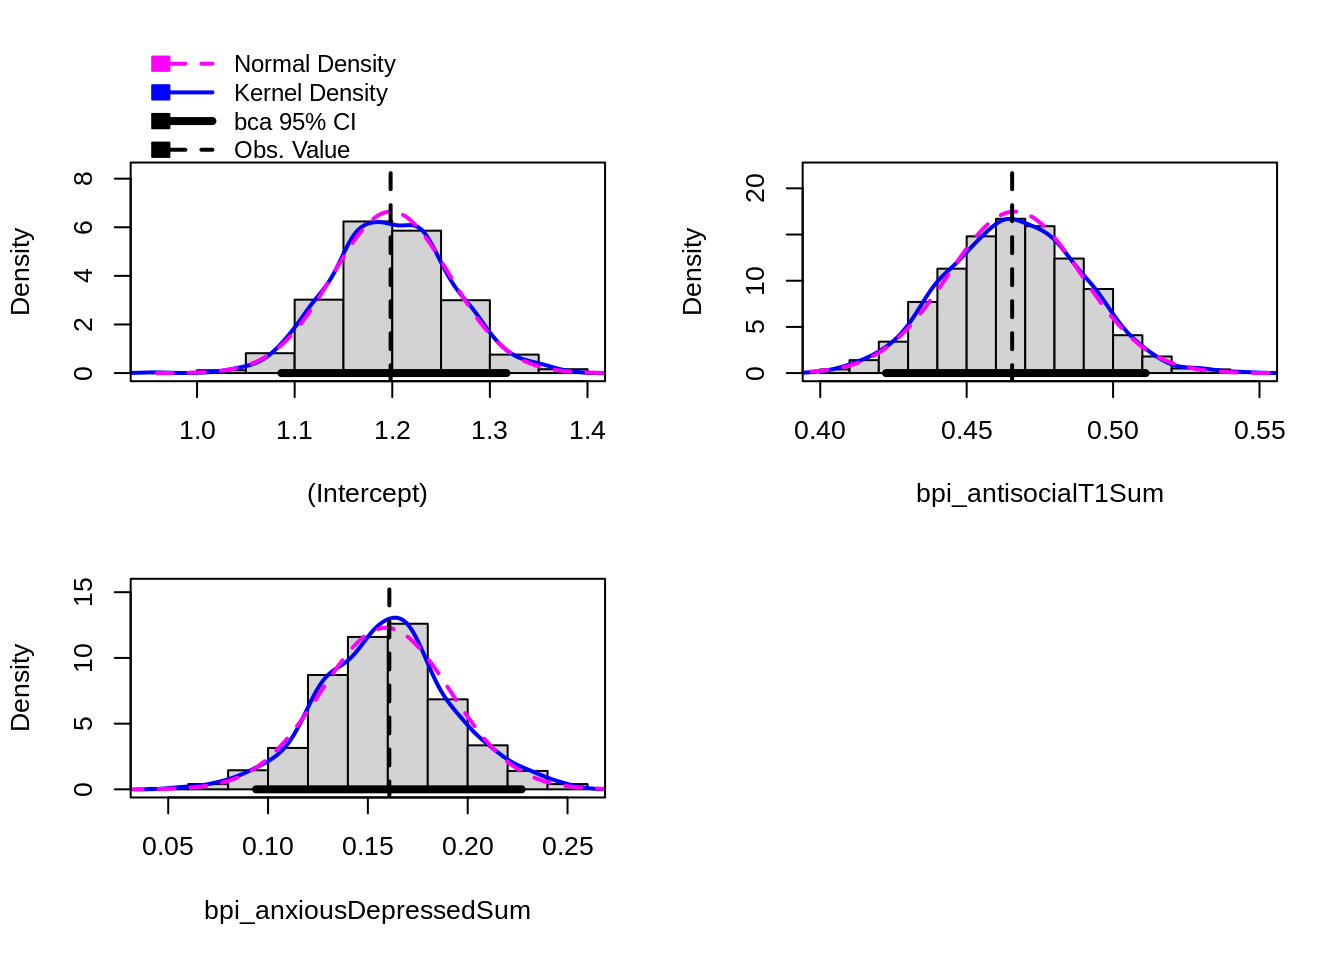 Normal Density
Kernel Density
bca 95% CI
Obs. Value
Density
0 2 4 6 8
1.0 1.1 1.2 1.3 1.4
(Intercept)
Density
0 5 10 20
0.40 0.45 0.50 0.55
bpi_antisocialT1Sum
Density
0 5 10 15
0.05 0.10 0.15 0.20 0.25
bpi_anxiousDepressedSum